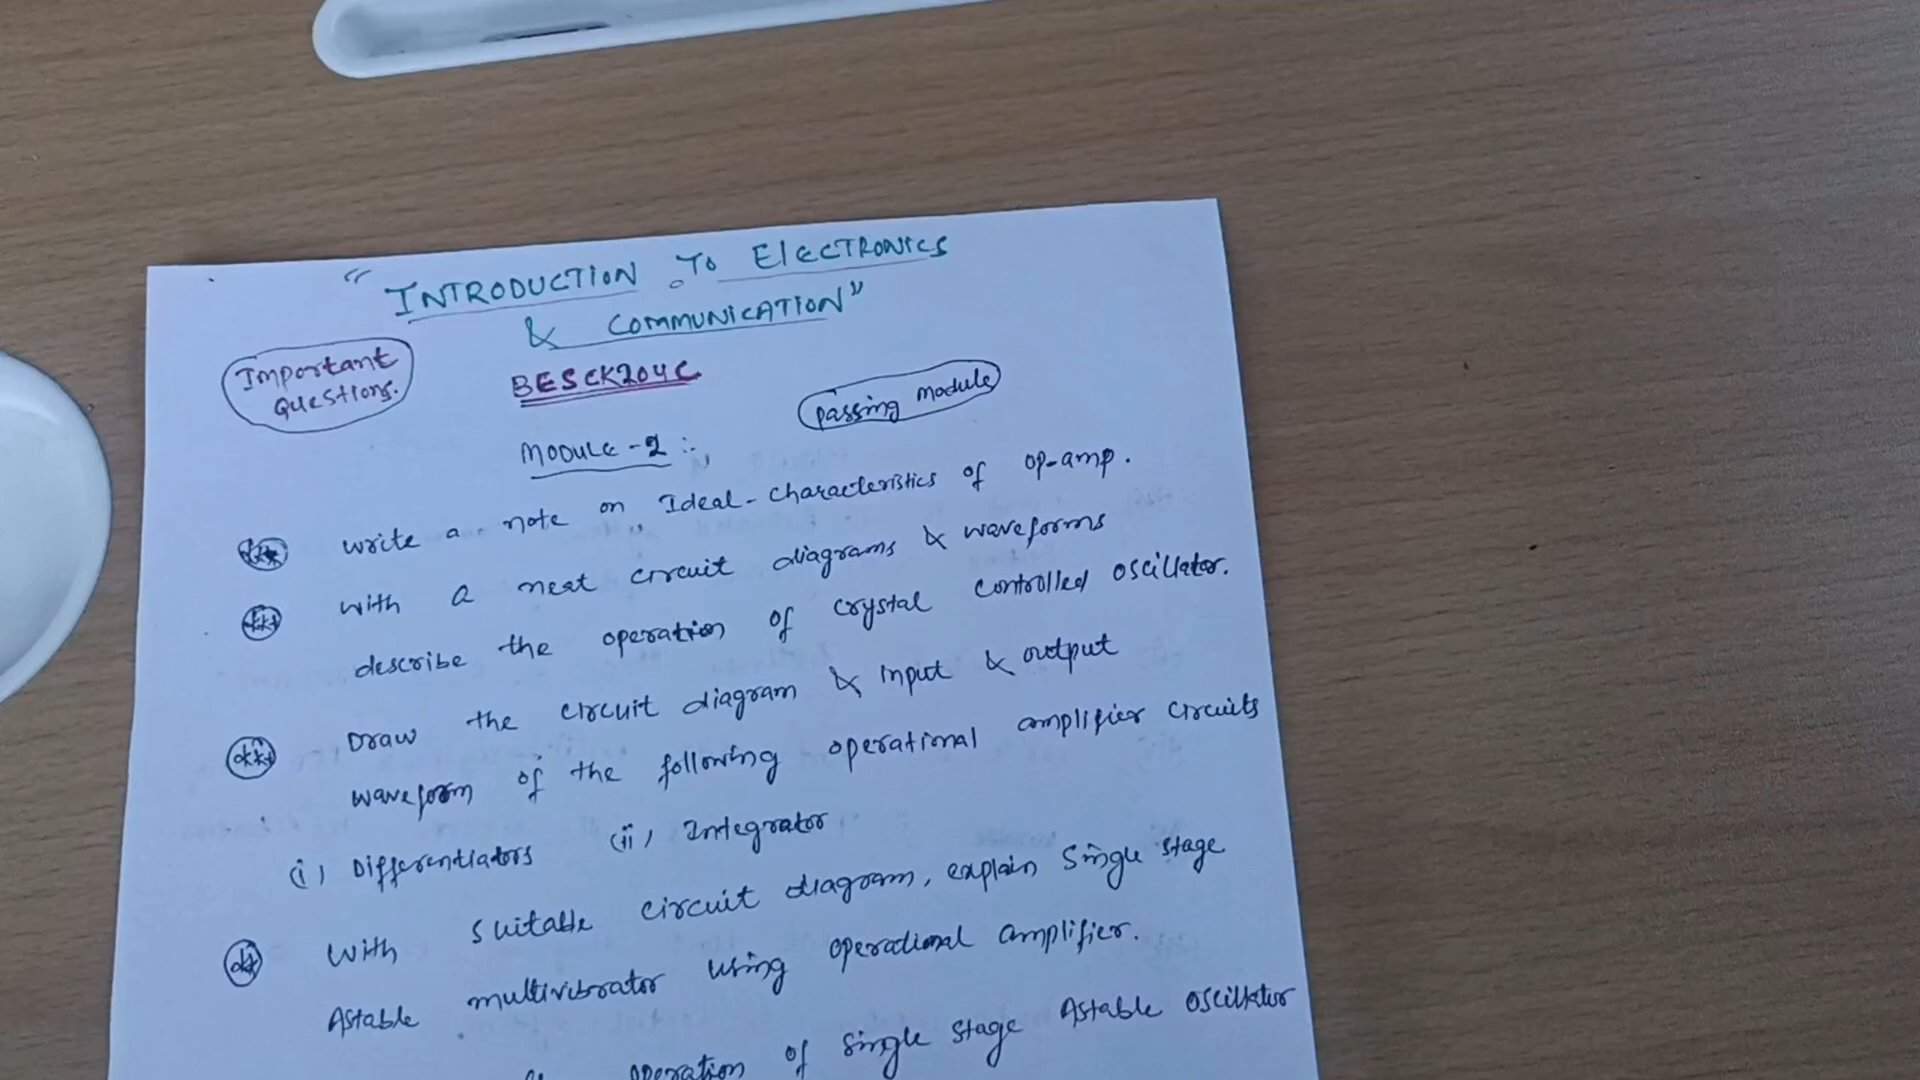 " INTRODUCTION TO ElECTRONICS
& COMMUNICATION"
Important
Questions.
BESCK204C
passing module
MODULE-2 :-
*** write a note on Ideal-characteristics of op-amp.
*** with a neat circuit diagrams & waveforms
describe the operation of crystal controlled oscillator.
*** Draw the circuit diagram & input & output
waveform of the following operational amplifier circuits
(i) Differentiators (ii) Integrator
** With suitable circuit diagram, explain Single stage
Astable multivibrator using operational amplifier.
operation of single stage Astable oscillator